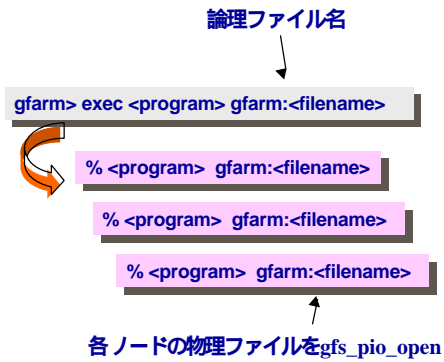 論理ファイル名
gfarm> exec <program> gfarm:<filename>
% <program> gfarm:<filename>
% <program> gfarm:<filename>
% <program> gfarm:<filename>
各ノードの物理ファイルをgfs_pio_open